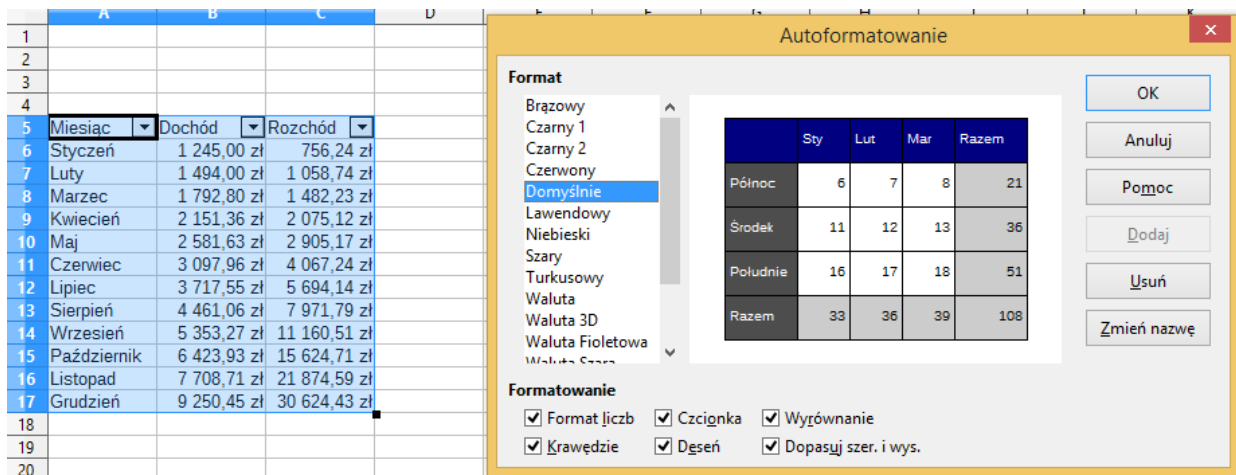 A B C D
Autoformatowanie
1
2
3
4
5 Miesiąc Dochód Rozchód
6 Styczeń 1 245,00 zł 756,24 zł
7 Luty 1 494,00 zł 1 058,74 zł
8 Marzec 1 792,80 zł 1 482,23 zł
9 Kwiecień 2 151,36 zł 2 075,12 zł
10 Maj 2 581,63 zł 2 905,17 zł
11 Czerwiec 3 097,96 zł 4 067,24 zł
12 Lipiec 3 717,55 zł 5 694,14 zł
13 Sierpień 4 461,06 zł 7 971,79 zł
14 Wrzesień 5 353,27 zł 11 160,51 zł
15 Październik 6 423,93 zł 15 624,71 zł
16 Listopad 7 708,71 zł 21 874,59 zł
17 Grudzień 9 250,45 zł 30 624,43 zł
18
19
20
Format
Brązowy
Czarny 1
Czarny 2
Czerwony
Domyślnie
Lawendowy
Niebieski
Szary
Turkusowy
Waluta
Waluta 3D
Waluta Fioletowa
Waluta Szara
Sty Lut Mar Razem
Północ 6 7 8 21
Środek 11 12 13 36
Południe 16 17 18 51
Razem 33 36 39 108
OK
Anuluj
Pomoc
Dodaj
Usuń
Zmień nazwę
Formatowanie
Format liczb Czcionka Wyrównanie
Krawędzie Deseń Dopasuj szer. i wys.